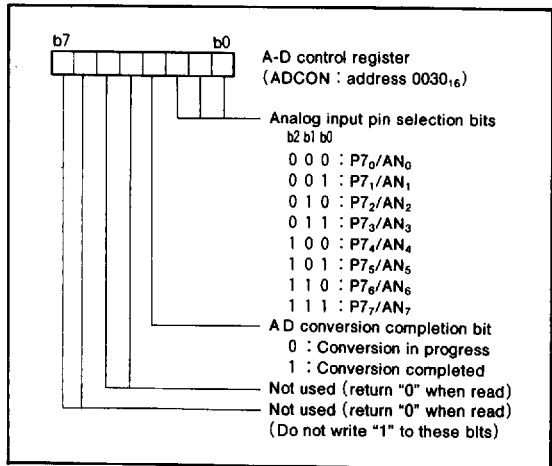 b7 b0
A-D control register
(ADCON : address 0030₁₆)
Analog input pin selection bits
b2 b1 b0
0 0 0 : P7₀/AN₀
0 0 1 : P7₁/AN₁
0 1 0 : P7₂/AN₂
0 1 1 : P7₃/AN₃
1 0 0 : P7₄/AN₄
1 0 1 : P7₅/AN₅
1 1 0 : P7₆/AN₆
1 1 1 : P7₇/AN₇
AD conversion completion bit
0 : Conversion in progress
1 : Conversion completed
Not used (return "0" when read)
Not used (return "0" when read)
(Do not write "1" to these bits)